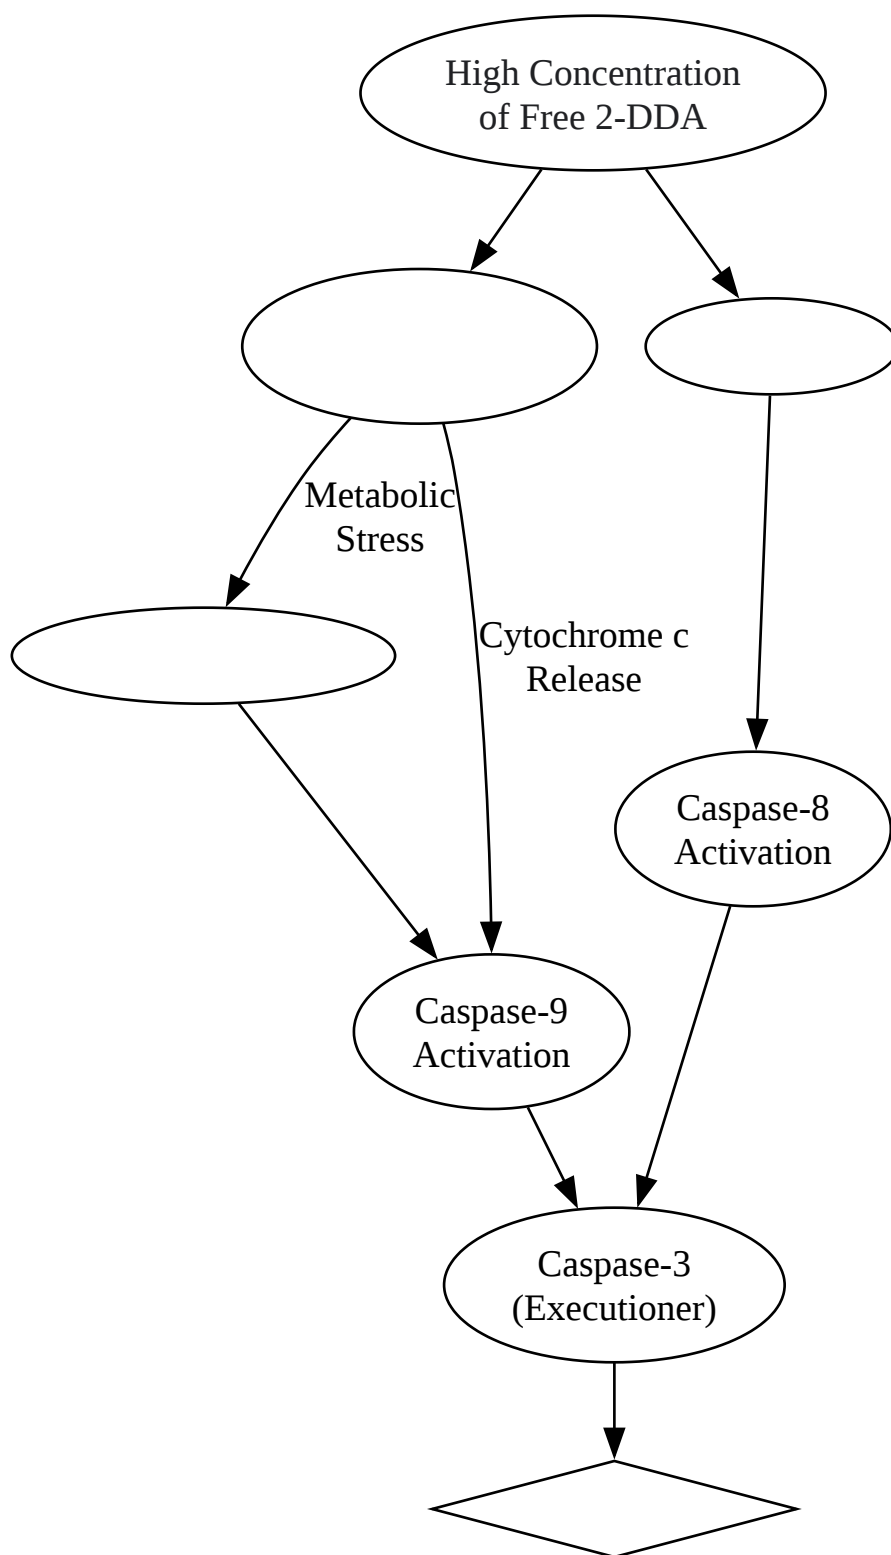 High Concentration
of Free 2-DDA
Metabolic
Stress
Cytochrome c
Release
Caspase-8
Activation
Caspase-9
Activation
Caspase-3
(Executioner)